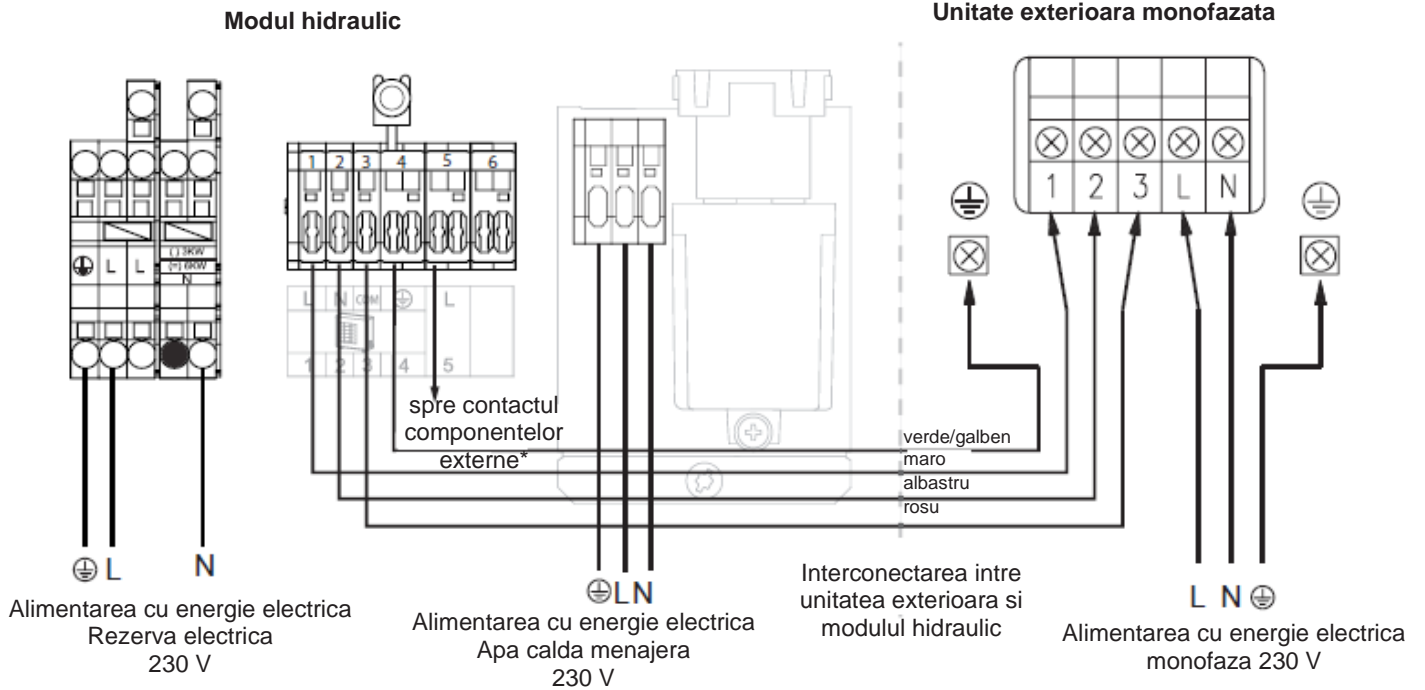 Modul hidraulic
Unitate exterioara monofazata
1 2 3 4 5 6
L L
( ) 3KW
(=) 6KW
N
L N COM L
1 2 3 4 5
1 2 3 L N
spre contactul
componentelor
externe*
verde/galben
maro
albastru
rosu
L N
Alimentarea cu energie electrica
Rezerva electrica
230 V
L N
Alimentarea cu energie electrica
Apa calda menajera
230 V
Interconectarea intre
unitatea exterioara si
modulul hidraulic
L N
Alimentarea cu energie electrica
monofaza 230 V